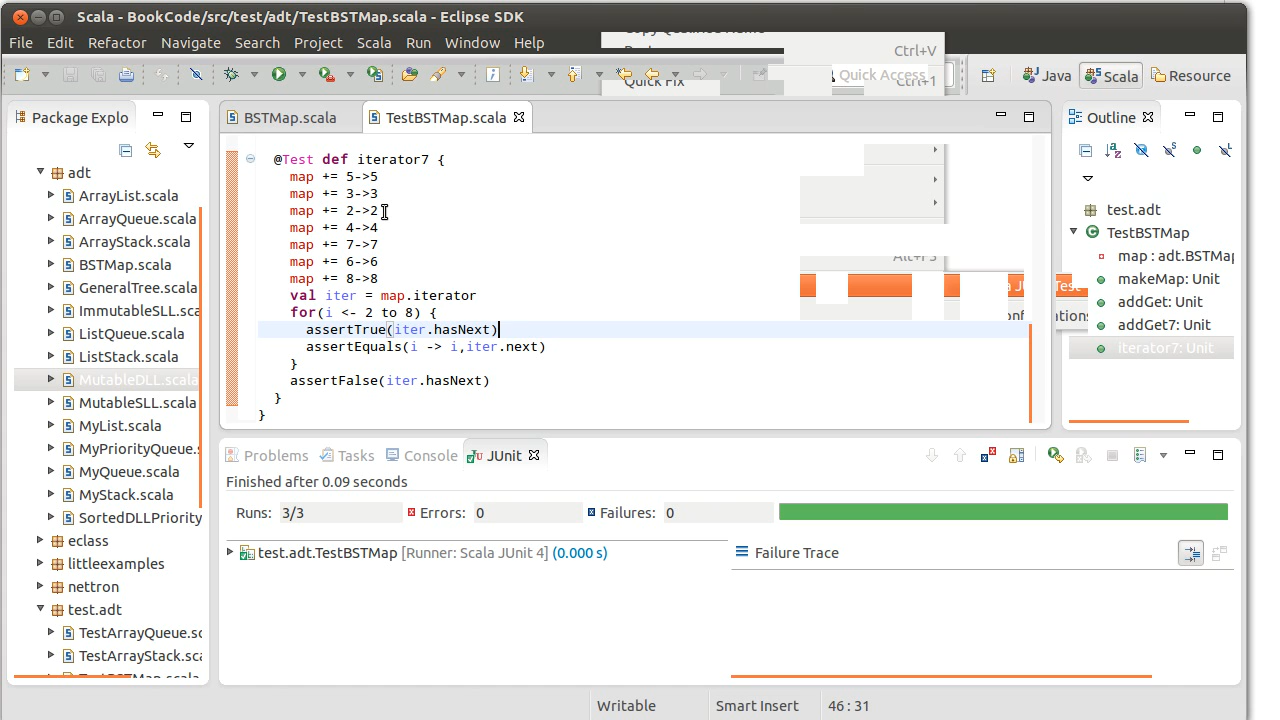 Scala - BookCode/src/test/adt/TestBSTMap.scala - Eclipse SDK
File Edit Refactor Navigate Search Project Scala Run Window Help
Ctrl+V
Quick Access
Quick Fix
Ctrl+1
Java
Scala
Resource
Package Explo
adt
ArrayList.scala
ArrayQueue.scala
ArrayStack.scala
BSTMap.scala
GeneralTree.scala
ImmutableSLL.sca
ListQueue.scala
ListStack.scala
MutableDLL.scala
MutableSLL.scala
MyList.scala
MyPriorityQueue.s
MyQueue.scala
MyStack.scala
SortedDLLPriority
eclass
littleexamples
nettron
test.adt
TestArrayQueue.sc
TestArrayStack.sca
BSTMap.scala
TestBSTMap.scala
@Test def iterator7 {
map += 5->5
map += 3->3
map += 2->2
map += 4->4
map += 7->7
map += 6->6
map += 8->8
val iter = map.iterator
for(i <- 2 to 8) {
assertTrue(iter.hasNext)
assertEquals(i -> i,iter.next)
}
assertFalse(iter.hasNext)
}
}
Outline
test.adt
TestBSTMap
map : adt.BSTMap
makeMap: Unit
addGet: Unit
addGet7: Unit
iterator7: Unit
Problems Tasks Console JUnit
Finished after 0.09 seconds
Runs: 3/3 Errors: 0 Failures: 0
test.adt.TestBSTMap [Runner: Scala JUnit 4] (0.000 s)
Failure Trace
Writable Smart Insert 46 : 31